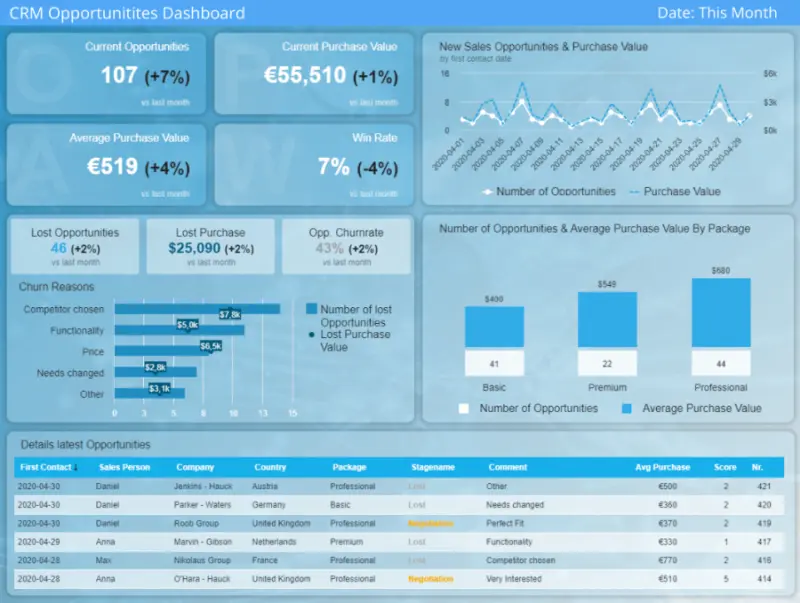 CRM Opportunitites Dashboard
Date: This Month
Current Opportunities
107 (+7%)
vs last month
Current Purchase Value
€55,510 (+1%)
vs last month
Average Purchase Value
€519 (+4%)
vs last month
Win Rate
7% (-4%)
vs last month
New Sales Opportunities & Purchase Value
by first contact date
16
8
0
$6k
$3k
$0k
2020-04-01
2020-04-03
2020-04-05
2020-04-07
2020-04-09
2020-04-11
2020-04-13
2020-04-15
2020-04-17
2020-04-19
2020-04-21
2020-04-23
2020-04-25
2020-04-27
2020-04-29
Number of Opportunities
Purchase Value
Lost Opportunities
46 (+2%)
vs last month
Lost Purchase
$25,090 (+2%)
vs last month
Opp. Churnrate
43% (+2%)
vs last month
Churn Reasons
Competitor chosen
$7,8k
Functionality
$5,0k
Price
$6,5k
Needs changed
$2,8k
Other
$3,1k
0 3 5 8 10 13 15
Number of lost
Opportunities
Lost Purchase
Value
Number of Opportunities & Average Purchase Value By Package
$400
$549
$680
41
22
44
Basic
Premium
Professional
Number of Opportunities
Average Purchase Value
Details latest Opportunities
First Contact ↓ Sales Person Company Country Package Stagename Comment Avg Purchase Score Nr.
2020-04-30 Daniel Jenkins - Hauck Austria Professional Lost Other €500 2 421
2020-04-30 Daniel Parker - Waters Germany Basic Lost Needs changed €360 2 420
2020-04-30 Daniel Roob Group United Kingdom Professional Negotiation Perfect Fit €370 2 419
2020-04-29 Anna Marvin - Gibson Netherlands Premium Lost Functionality €330 1 417
2020-04-28 Max Nikolaus Group France Professional Lost Competitor chosen €770 2 416
2020-04-28 Anna O'Hara - Hauck United Kingdom Professional Negotiation Very Interested €510 5 414